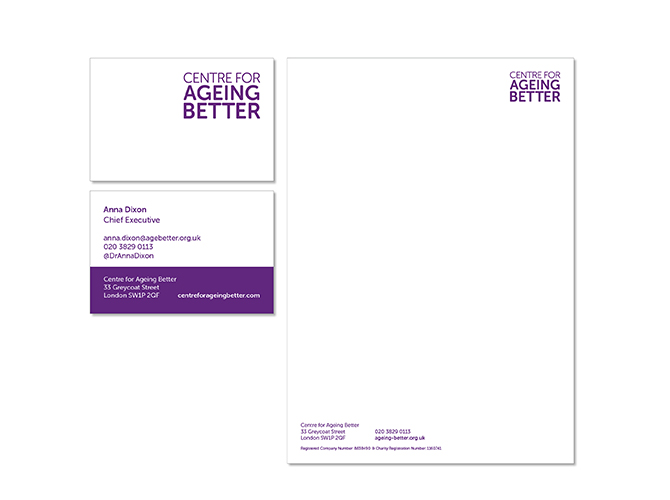 CENTRE FOR
AGEING
BETTER
Anna Dixon
Chief Executive
anna.dixon@agebetter.org.uk
020 3829 0113
@DrAnnaDixon
Centre for Ageing Better
33 Greycoat Street
London SW1P 2QF centreforageingbetter.com
CENTRE FOR
AGEING
BETTER
Centre for Ageing Better
33 Greycoat Street 020 3829 0113
London SW1P 2QF ageing-better.org.uk
Registered Company Number: & Charity Registration Number: 1160741